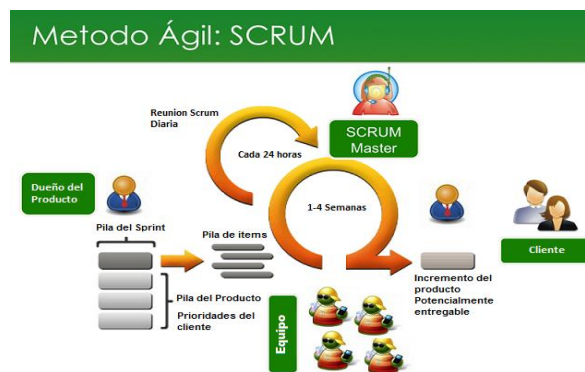 Metodo Ágil: SCRUM
Reunion Scrum
Diaria
SCRUM
Master
Cada 24 horas
Dueño del
Producto
1-4 Semanas
Pila del Sprint
Pila de items
Cliente
Incremento del
producto
Potencialmente
entregable
Pila del Producto
Prioridades del
cliente
Equipo